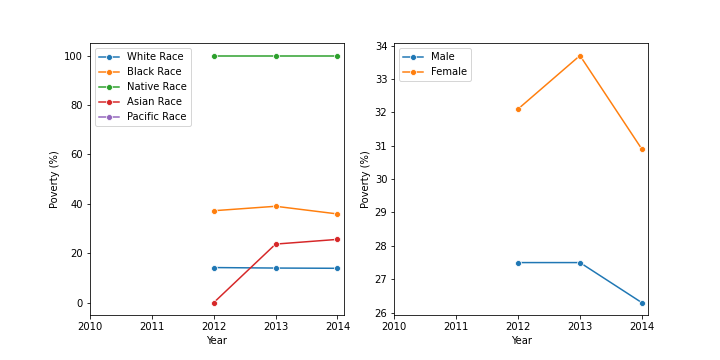 White Race
Black Race
Native Race
Asian Race
Pacific Race
100
80
60
40
20
0
Poverty (%)
2010 2011 2012 2013 2014
Year
Male
Female
34
33
32
31
30
29
28
27
26
Poverty (%)
2010 2011 2012 2013 2014
Year